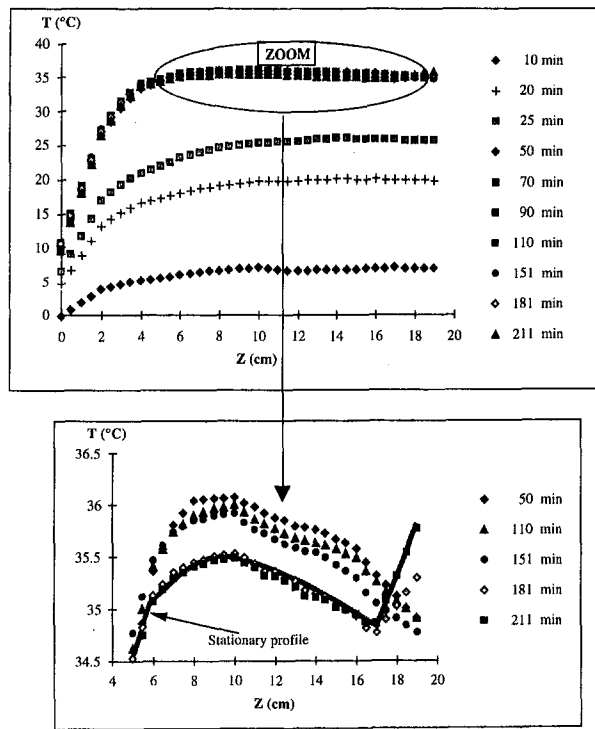 T (°C)
40
35
30
25
20
15
10
5
0
0 2 4 6 8 10 12 14 16 18 20
Z (cm)
ZOOM
10 min
20 min
25 min
50 min
70 min
90 min
110 min
151 min
181 min
211 min
T (°C)
36.5
36
35.5
35
34.5
4 6 8 10 12 14 16 18 20
Z (cm)
Stationary profile
50 min
110 min
151 min
181 min
211 min